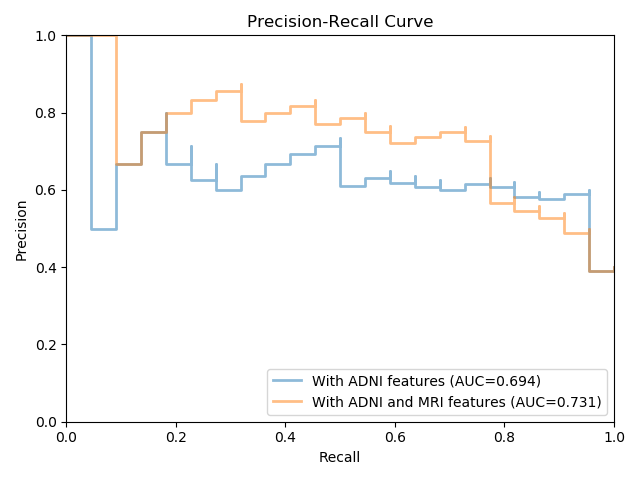 Precision-Recall Curve
1.0
0.8
0.6
0.4
0.2
0.0
Precision
With ADNI features (AUC=0.694)
With ADNI and MRI features (AUC=0.731)
0.0 0.2 0.4 0.6 0.8 1.0
Recall